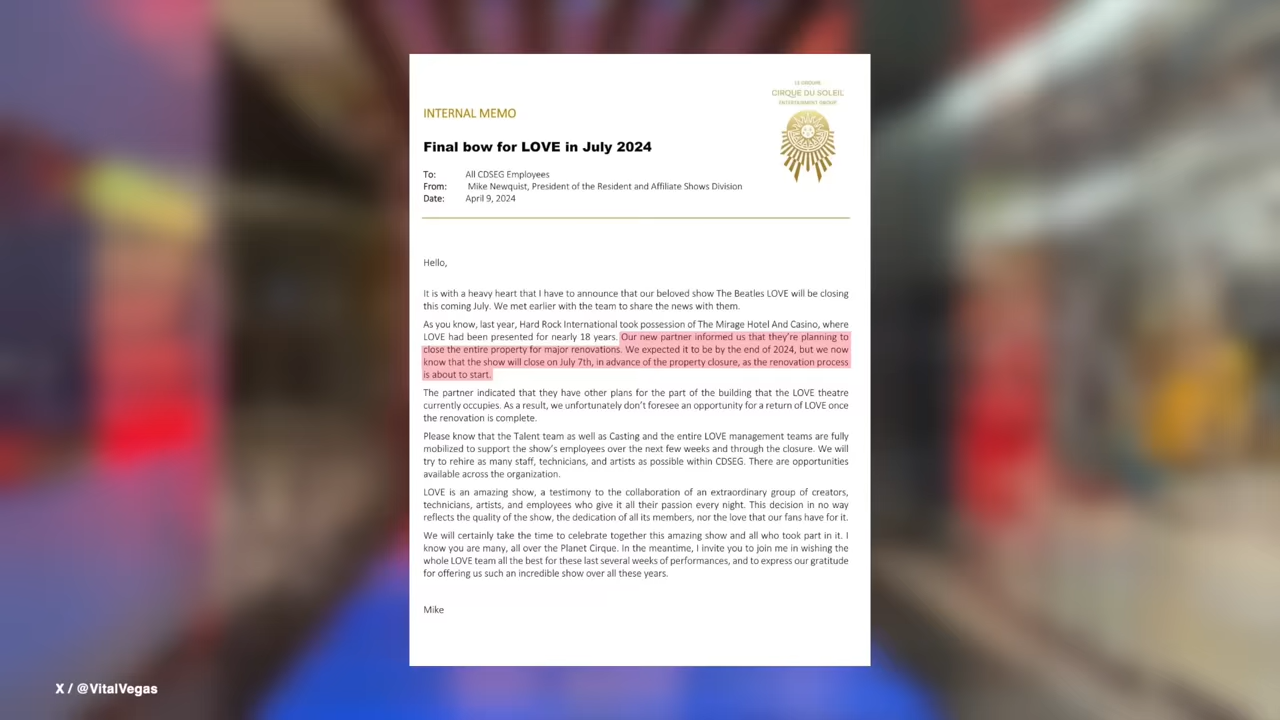 LE GROUPE
CIRQUE DU SOLEIL
ENTERTAINMENT GROUP
INTERNAL MEMO
Final bow for LOVE in July 2024
To: All CDSEG Employees
From: Mike Newquist, President of the Resident and Affiliate Shows Division
Date: April 9, 2024
Hello,
It is with a heavy heart that I have to announce that our beloved show The Beatles LOVE will be closing
this coming July. We met earlier with the team to share the news with them.
As you know, last year, Hard Rock International took possession of The Mirage Hotel And Casino, where
LOVE had been presented for nearly 18 years. Our new partner informed us that they're planning to
close the entire property for major renovations. We expected it to be by the end of 2024, but we now
know that the show will close on July 7th, in advance of the property closure, as the renovation process
is about to start.
The partner indicated that they have other plans for the part of the building that the LOVE theatre
currently occupies. As a result, we unfortunately don't foresee an opportunity for a return of LOVE once
the renovation is complete.
Please know that the Talent team as well as Casting and the entire LOVE management teams are fully
mobilized to support the show's employees over the next few weeks and through the closure. We will
try to rehire as many staff, technicians, and artists as possible within CDSEG. There are opportunities
available across the organization.
LOVE is an amazing show, a testimony to the collaboration of an extraordinary group of creators,
technicians, artists, and employees who give it all their passion every night. This decision in no way
reflects the quality of the show, the dedication of all its members, nor the love that our fans have for it.
We will certainly take the time to celebrate together this amazing show and all who took part in it. I
know you are many, all over the Planet Cirque. In the meantime, I invite you to join me in wishing the
whole LOVE team all the best for these last several weeks of performances, and to express our gratitude
for offering us such an incredible show over all these years.
Mike
X / @VitalVegas